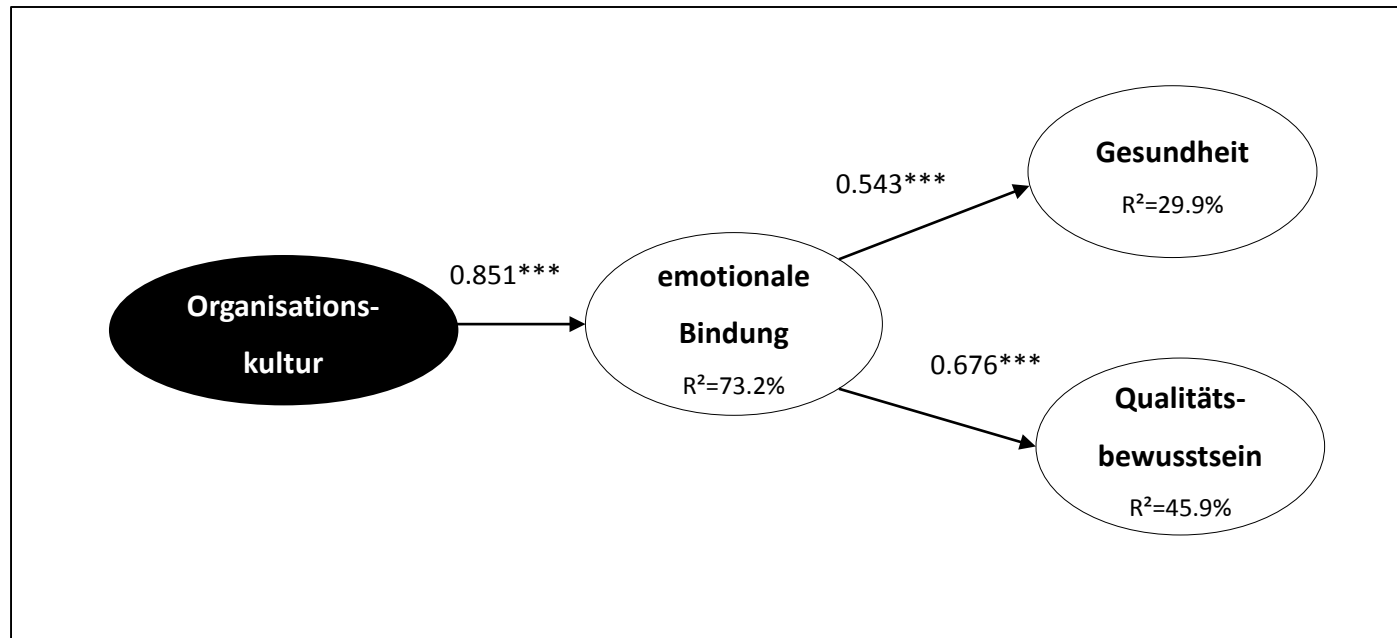 Organisations-
kultur
0.851***
emotionale
Bindung
R²=73.2%
0.543***
Gesundheit
R²=29.9%
0.676***
Qualitäts-
bewusstsein
R²=45.9%